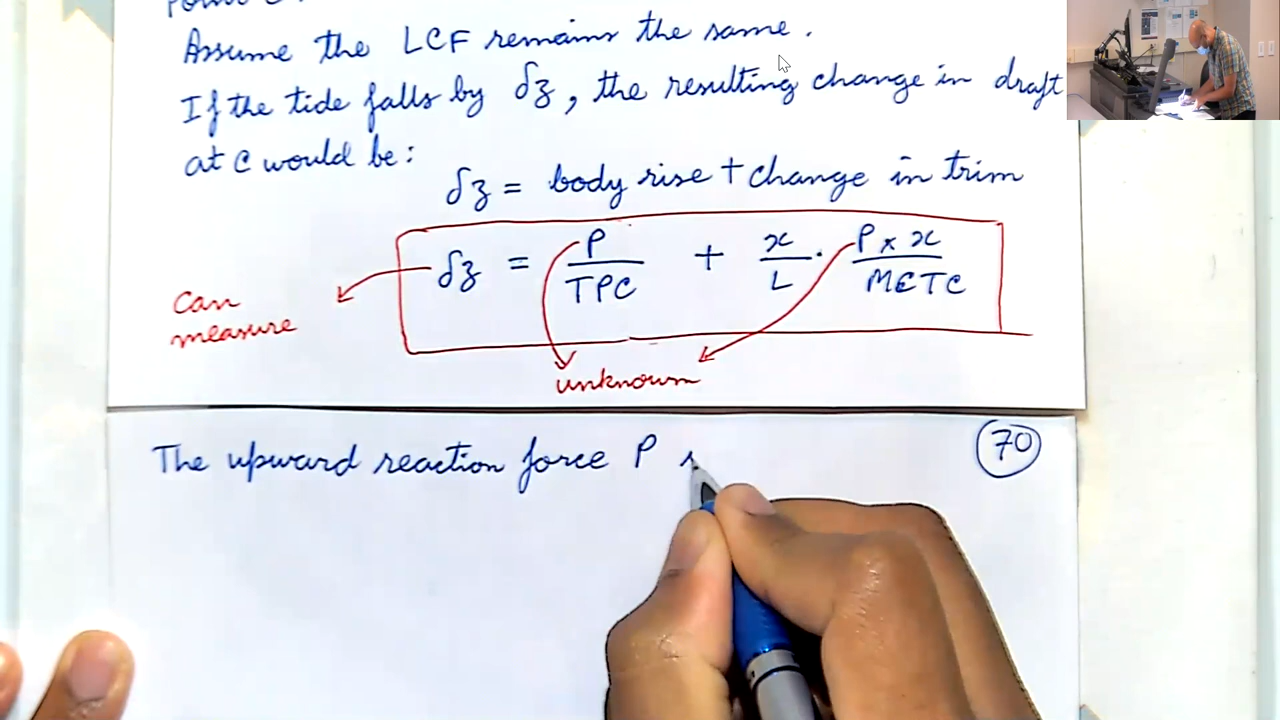 Assume the LCF remains the same.
If the tide falls by δz, the resulting change in draft
at C would be:
δz = body rise + change in trim
δz = P/TPC + x/L · P × x/MCTC
Can
measure
unknown
The upward reaction force P
70